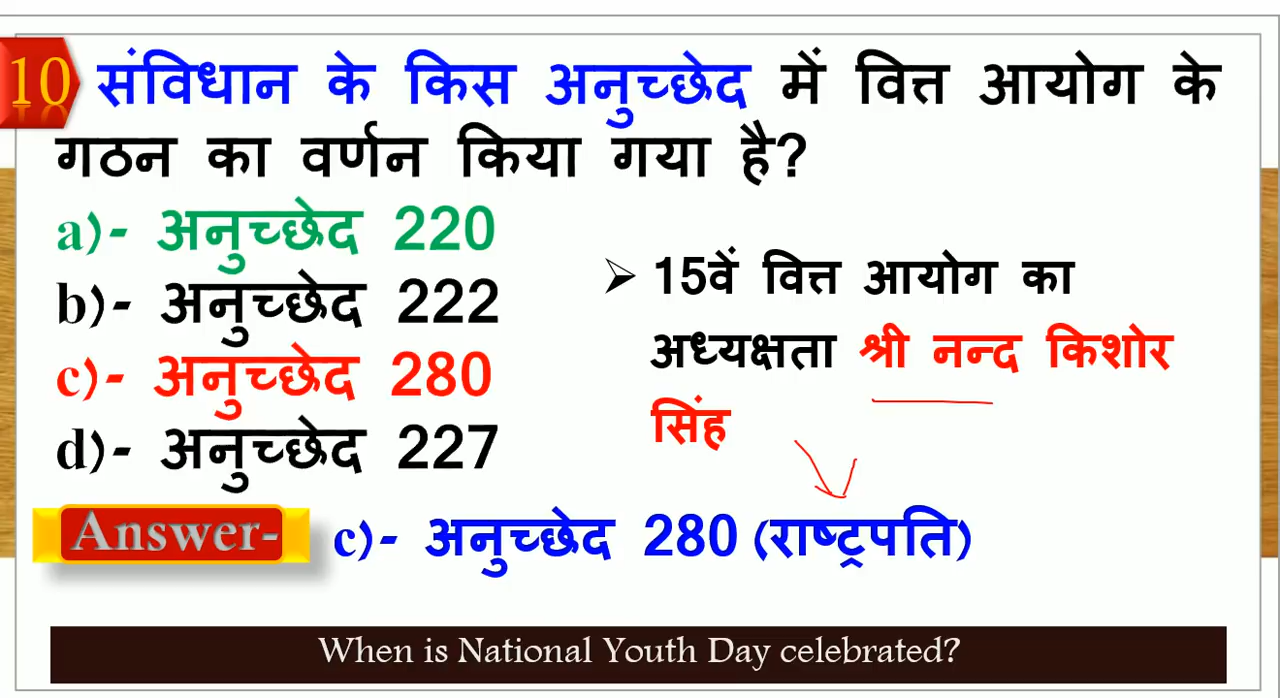 10 संविधान के किस अनुच्छेद में वित्त आयोग के
गठन का वर्णन किया गया है?
a)- अनुच्छेद 220
b)- अनुच्छेद 222
c)- अनुच्छेद 280
d)- अनुच्छेद 227
➢ 15वें वित्त आयोग का
अध्यक्षता श्री नन्द किशोर
सिंह
Answer- c)- अनुच्छेद 280 (राष्ट्रपति)
When is National Youth Day celebrated?